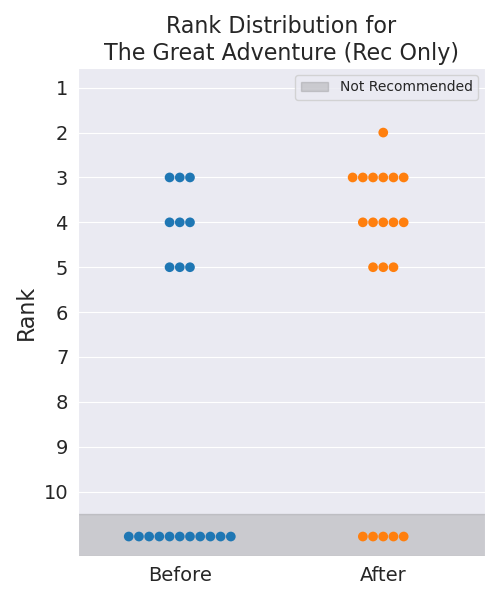 Rank Distribution for
The Great Adventure (Rec Only)
Not Recommended
Rank
1
2
3
4
5
6
7
8
9
10
Before
After